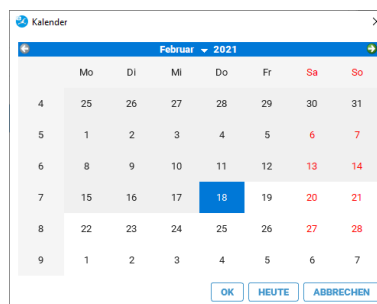 Kalender
Februar 2021
Mo Di Mi Do Fr Sa So
4 25 26 27 28 29 30 31
5 1 2 3 4 5 6 7
6 8 9 10 11 12 13 14
7 15 16 17 18 19 20 21
8 22 23 24 25 26 27 28
9 1 2 3 4 5 6 7
OK HEUTE ABBRECHEN